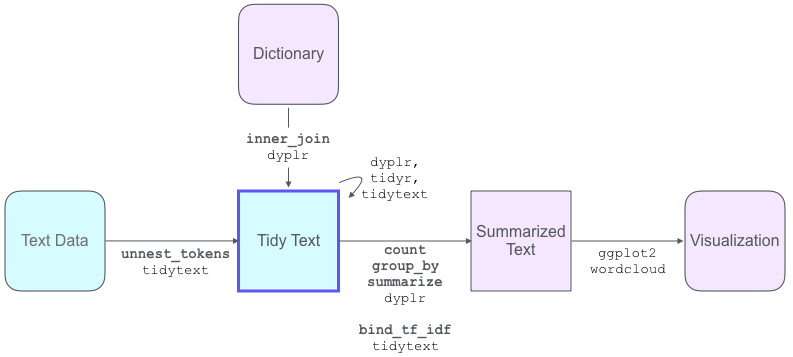 Dictionary
inner_join
dyplr
dyplr,
tidyr,
tidytext
Text Data
unnest_tokens
tidytext
Tidy Text
count
group_by
summarize
dyplr
bind_tf_idf
tidytext
Summarized
Text
ggplot2
wordcloud
Visualization